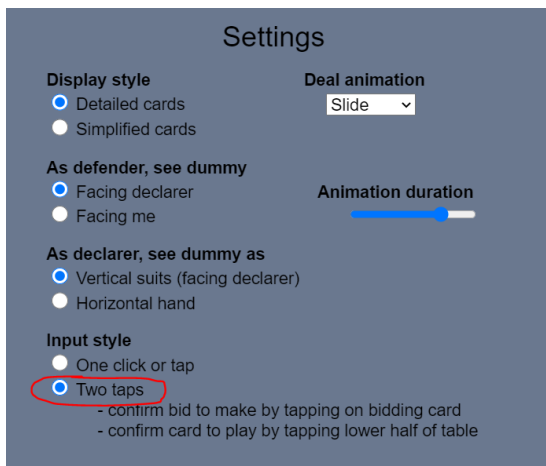 Settings
Display style
Detailed cards
Simplified cards
Deal animation
Slide
As defender, see dummy
Facing declarer
Facing me
Animation duration
As declarer, see dummy as
Vertical suits (facing declarer)
Horizontal hand
Input style
One click or tap
Two taps
- confirm bid to make by tapping on bidding card
- confirm card to play by tapping lower half of table